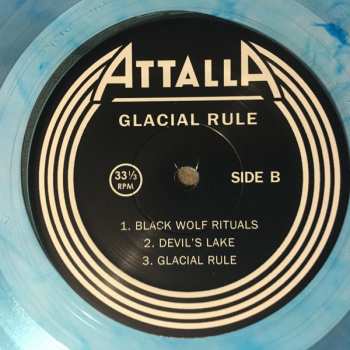 ATTALLA
GLACIAL RULE
33⅓
RPM
SIDE B
1. BLACK WOLF RITUALS
2. DEVIL'S LAKE
3. GLACIAL RULE